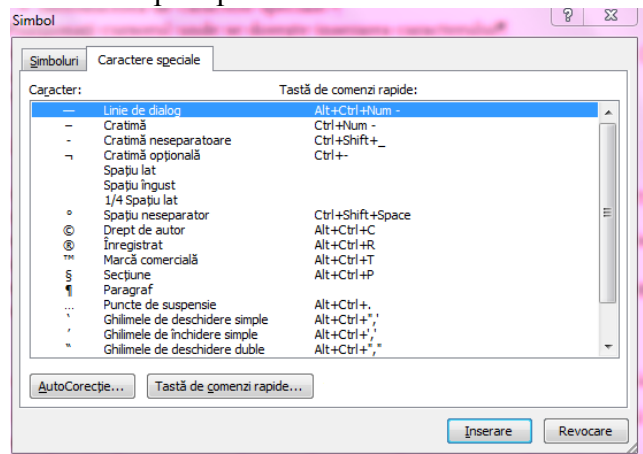 Simbol
Simboluri Caractere speciale
Caracter: Tastă de comenzi rapide:
— Linie de dialog Alt+Ctrl+Num -
– Cratimă Ctrl+Num -
- Cratimă neseparatoare Ctrl+Shift+_
¬ Cratimă opțională Ctrl+-
Spațiu lat
Spațiu îngust
1/4 Spațiu lat
° Spațiu neseparator Ctrl+Shift+Space
© Drept de autor Alt+Ctrl+C
® Înregistrat Alt+Ctrl+R
™ Marcă comercială Alt+Ctrl+T
§ Secțiune Alt+Ctrl+P
¶ Paragraf
… Puncte de suspensie Alt+Ctrl+.
‛ Ghilimele de deschidere simple Alt+Ctrl+",'
′ Ghilimele de închidere simple Alt+Ctrl+','
‟ Ghilimele de deschidere duble Alt+Ctrl+","
AutoCorecție... Tastă de comenzi rapide...
Inserare Revocare